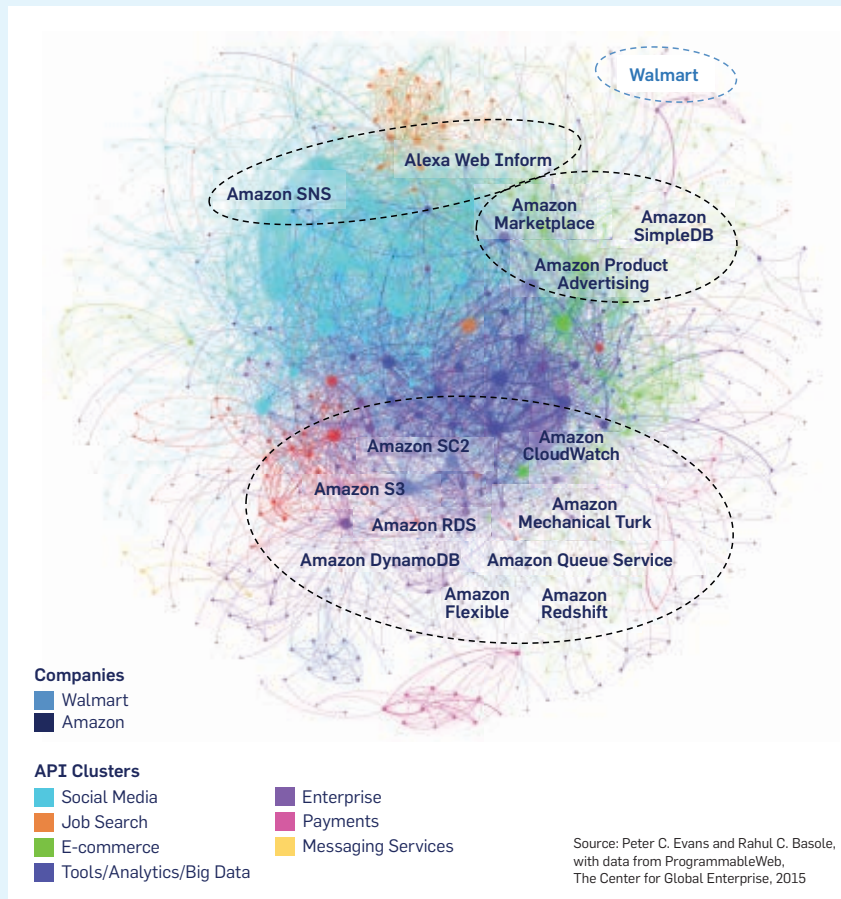 Walmart
Alexa Web Inform
Amazon SNS
Amazon
Marketplace
Amazon
SimpleDB
Amazon Product
Advertising
Amazon SC2
Amazon
CloudWatch
Amazon S3
Amazon
Mechanical Turk
Amazon RDS
Amazon DynamoDB
Amazon Queue Service
Amazon
Flexible
Amazon
Redshift
Companies
Walmart
Amazon
API Clusters
Social Media
Job Search
E-commerce
Tools/Analytics/Big Data
Enterprise
Payments
Messaging Services
Source: Peter C. Evans and Rahul C. Basole,
with data from ProgrammableWeb,
The Center for Global Enterprise, 2015